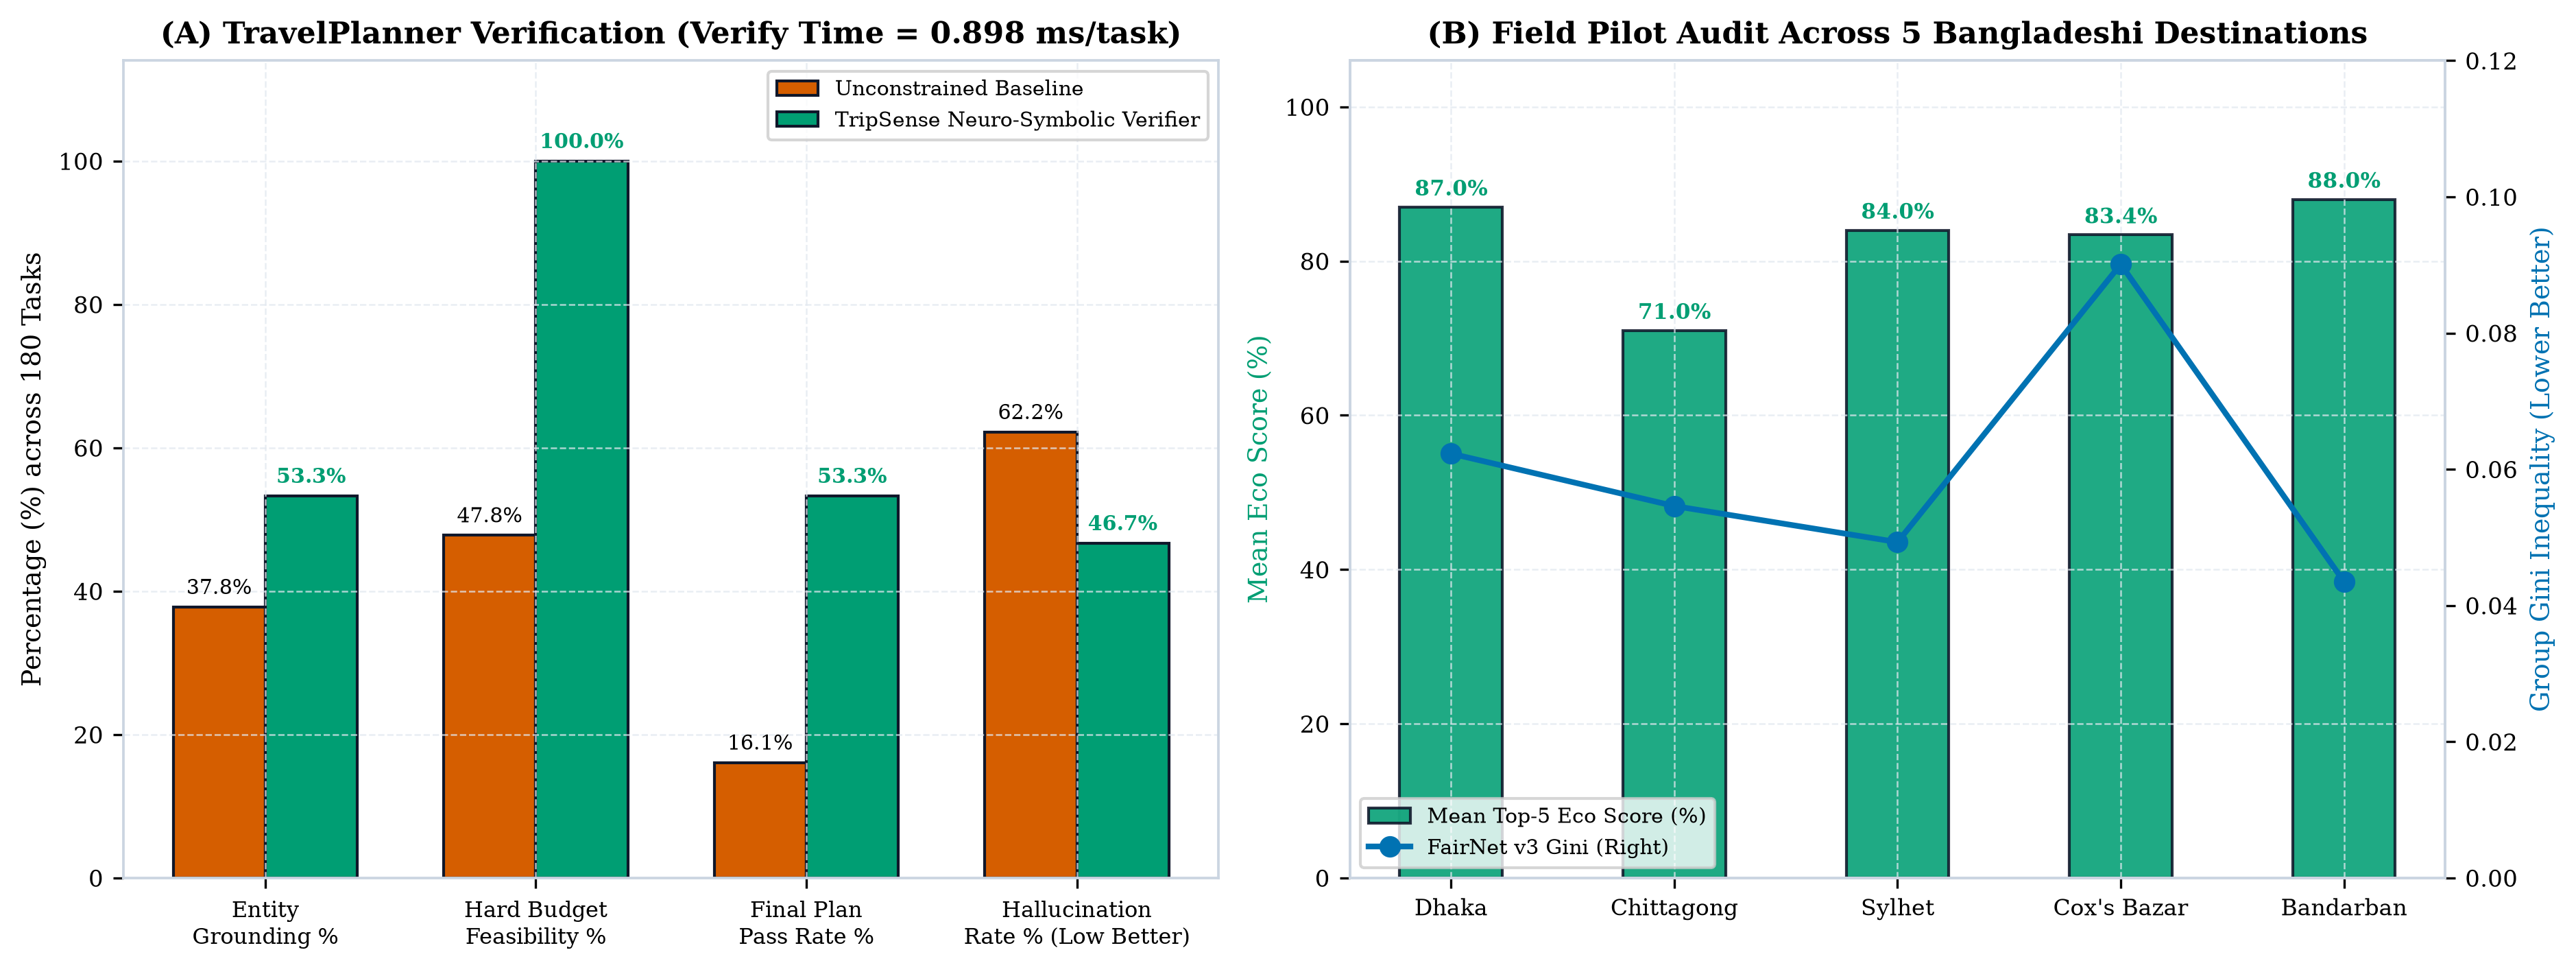 (A) TravelPlanner Verification (Verify Time = 0.898 ms/task)
Percentage (%) across 180 Tasks
100
80
60
40
20
0
Unconstrained Baseline
TripSense Neuro-Symbolic Verifier
37.8%
53.3%
47.8%
100.0%
16.1%
53.3%
62.2%
46.7%
Entity
Grounding %
Hard Budget
Feasibility %
Final Plan
Pass Rate %
Hallucination
Rate % (Low Better)
(B) Field Pilot Audit Across 5 Bangladeshi Destinations
Mean Eco Score (%)
100
80
60
40
20
0
87.0%
71.0%
84.0%
83.4%
88.0%
Mean Top-5 Eco Score (%)
FairNet v3 Gini (Right)
Dhaka
Chittagong
Sylhet
Cox's Bazar
Bandarban
0.12
0.10
0.08
0.06
0.04
0.02
0.00
Group Gini Inequality (Lower Better)